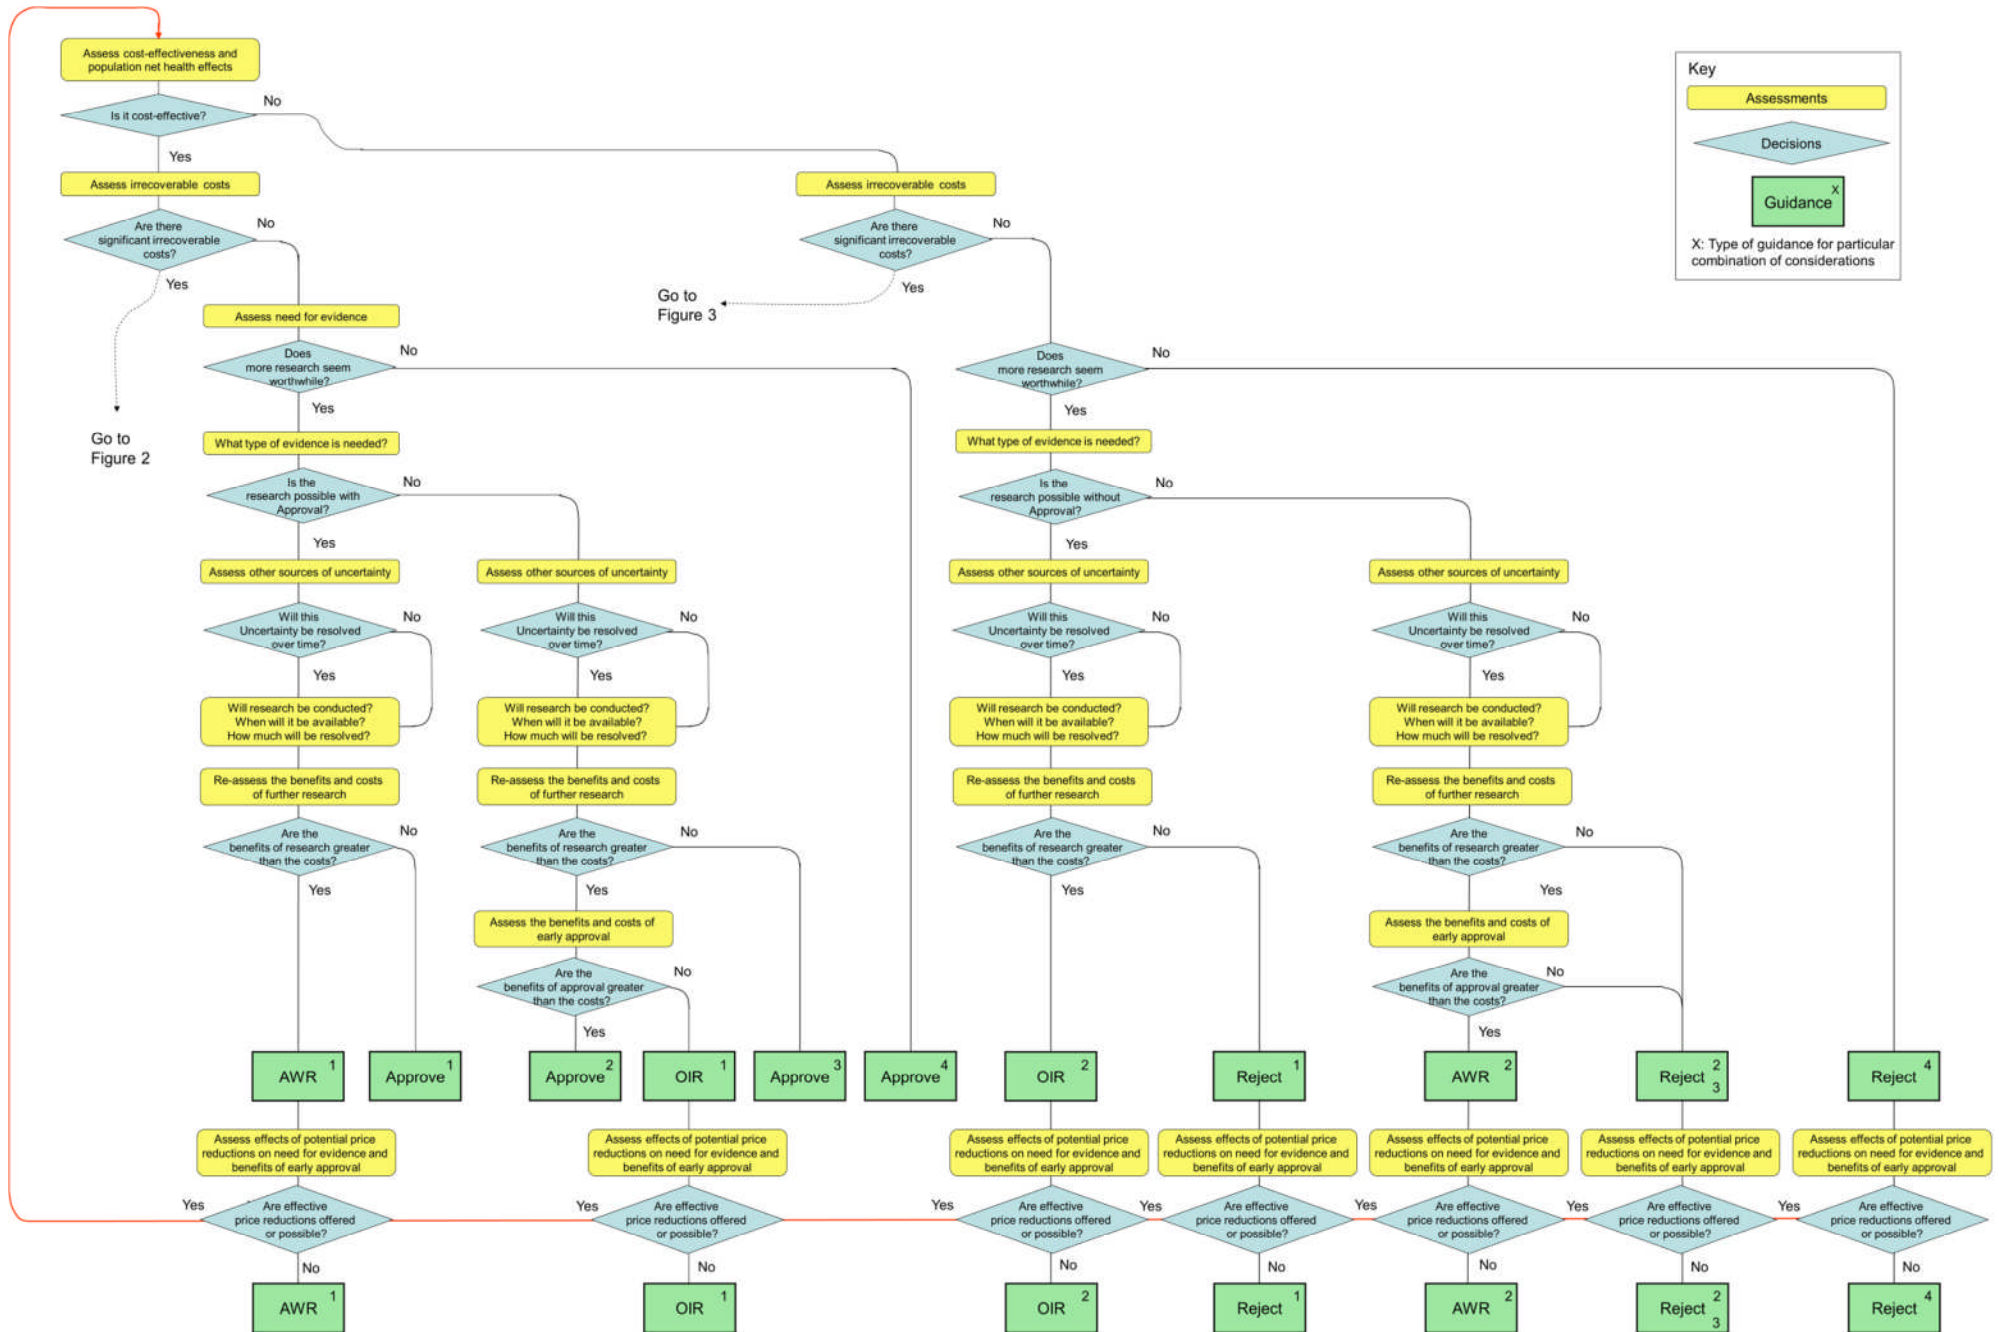 Assess cost-effectiveness and
population net health effects
Key
Assessments
Decisions
X
Guidance
X: Type of guidance for particular
combination of considerations
Is it cost-effective?
No
Yes
Assess irrecoverable costs
Assess irrecoverable costs
Are there
significant irrecoverable
costs?
No
Yes
Are there
significant irrecoverable
costs?
No
Yes
Go to
Figure 2
Go to
Figure 3
Assess need for evidence
Does
more research seem
worthwhile?
No
Yes
Does
more research seem
worthwhile?
No
Yes
What type of evidence is needed?
What type of evidence is needed?
Is the
research possible with
Approval?
No
Yes
Is the
research possible without
Approval?
No
Yes
Assess other sources of uncertainty
Assess other sources of uncertainty
Assess other sources of uncertainty
Assess other sources of uncertainty
Will this
Uncertainty be resolved
over time?
No
Yes
Will this
Uncertainty be resolved
over time?
No
Yes
Will this
Uncertainty be resolved
over time?
No
Yes
Will this
Uncertainty be resolved
over time?
No
Yes
Will research be conducted?
When will it be available?
How much will be resolved?
Will research be conducted?
When will it be available?
How much will be resolved?
Will research be conducted?
When will it be available?
How much will be resolved?
Will research be conducted?
When will it be available?
How much will be resolved?
Re-assess the benefits and costs
of further research
Re-assess the benefits and costs
of further research
Re-assess the benefits and costs
of further research
Re-assess the benefits and costs
of further research
Are the
benefits of research greater
than the costs?
No
Yes
Are the
benefits of research greater
than the costs?
No
Yes
Are the
benefits of research greater
than the costs?
No
Yes
Are the
benefits of research greater
than the costs?
No
Yes
Assess the benefits and costs of
early approval
Assess the benefits and costs of
early approval
Are the
benefits of approval greater
than the costs?
No
Yes
Are the
benefits of approval greater
than the costs?
No
Yes
AWR 1
Approve 1
Approve 2
OIR 1
Approve 3
Approve 4
OIR 2
Reject 1
AWR 2
Reject 2
3
Reject 4
Assess effects of potential price
reductions on need for evidence and
benefits of early approval
Assess effects of potential price
reductions on need for evidence and
benefits of early approval
Assess effects of potential price
reductions on need for evidence and
benefits of early approval
Assess effects of potential price
reductions on need for evidence and
benefits of early approval
Assess effects of potential price
reductions on need for evidence and
benefits of early approval
Assess effects of potential price
reductions on need for evidence and
benefits of early approval
Assess effects of potential price
reductions on need for evidence and
benefits of early approval
Yes
Are effective
price reductions offered
or possible?
No
Yes
Are effective
price reductions offered
or possible?
No
Yes
Are effective
price reductions offered
or possible?
No
Yes
Are effective
price reductions offered
or possible?
No
Yes
Are effective
price reductions offered
or possible?
No
Yes
Are effective
price reductions offered
or possible?
No
Yes
Are effective
price reductions offered
or possible?
No
AWR 1
OIR 1
OIR 2
Reject 1
AWR 2
Reject 2
3
Reject 4